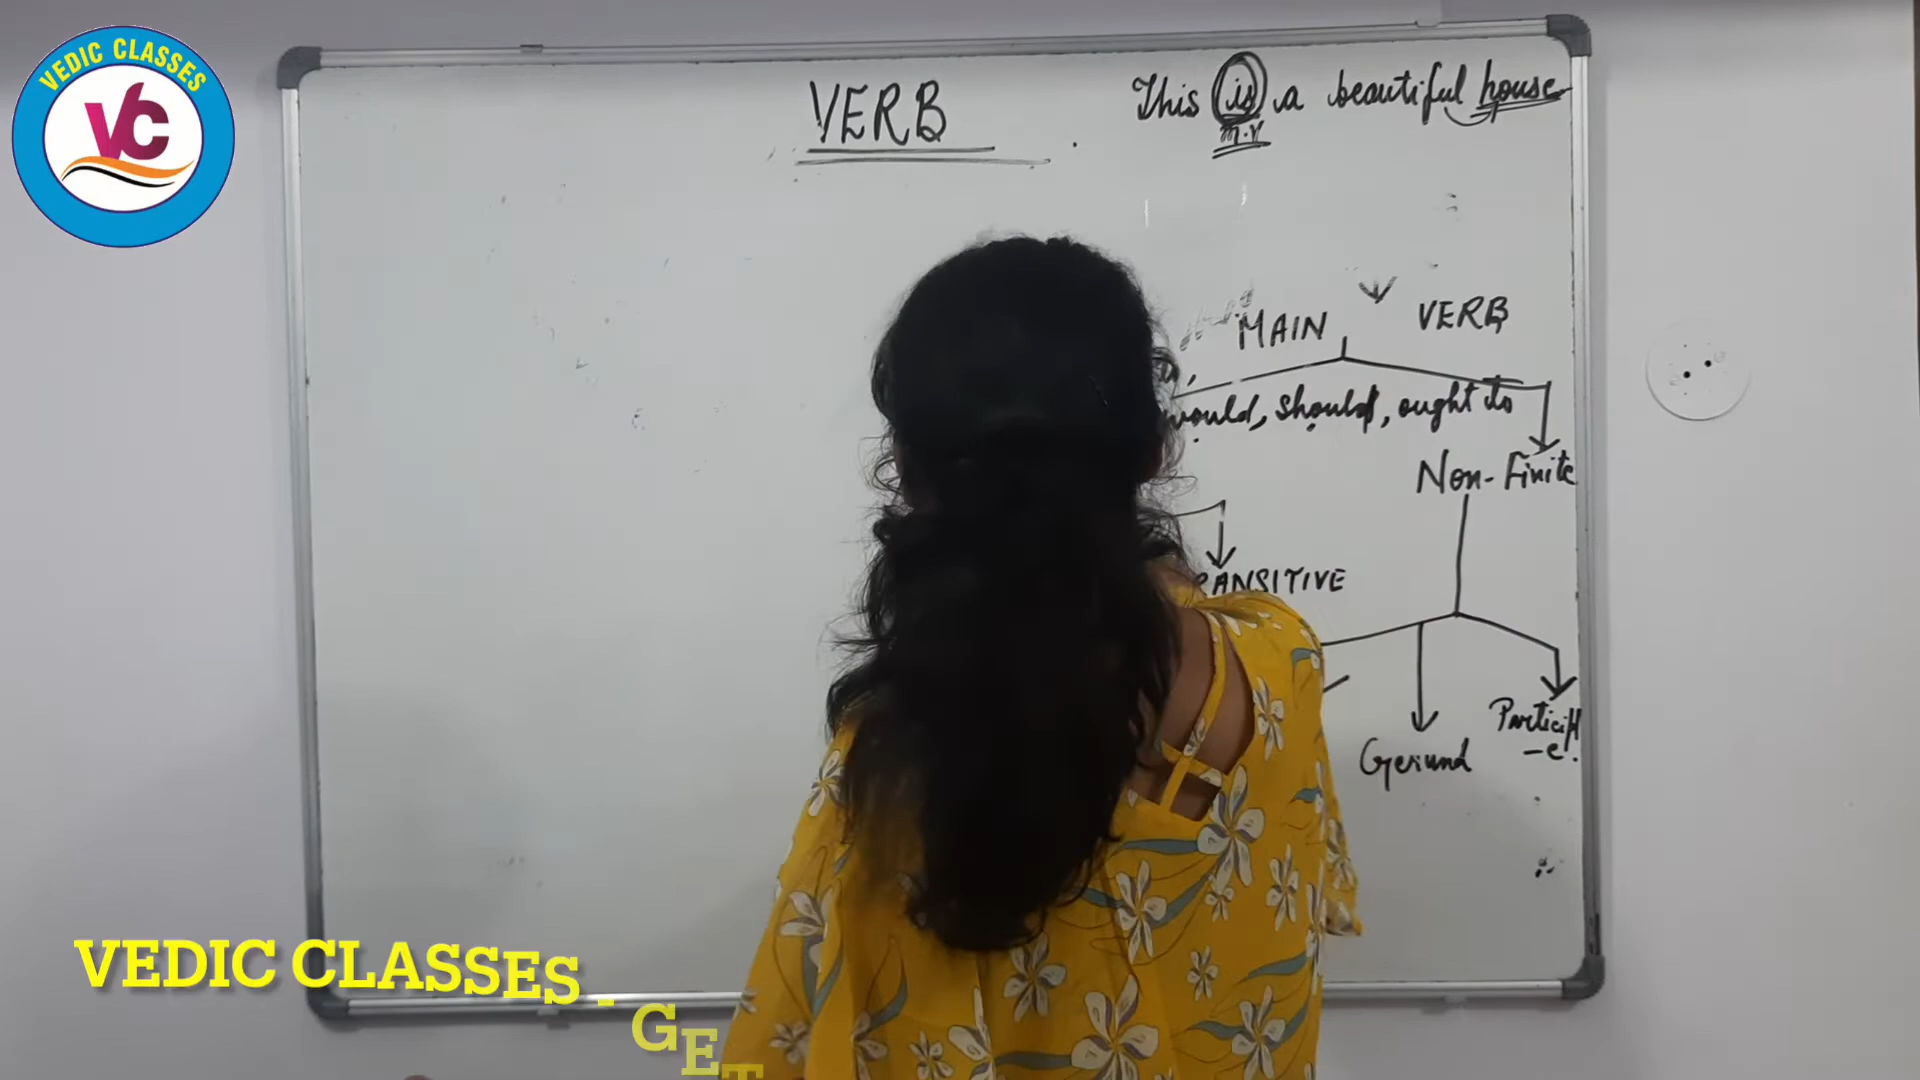 VEDIC CLASSES
VC
VERB
This is a beautiful house
m.v
MAIN VERB
would, should, ought to
Non-Finite
RANSITIVE
Gerund
Particip
-e.
VEDIC CLASSES - GET